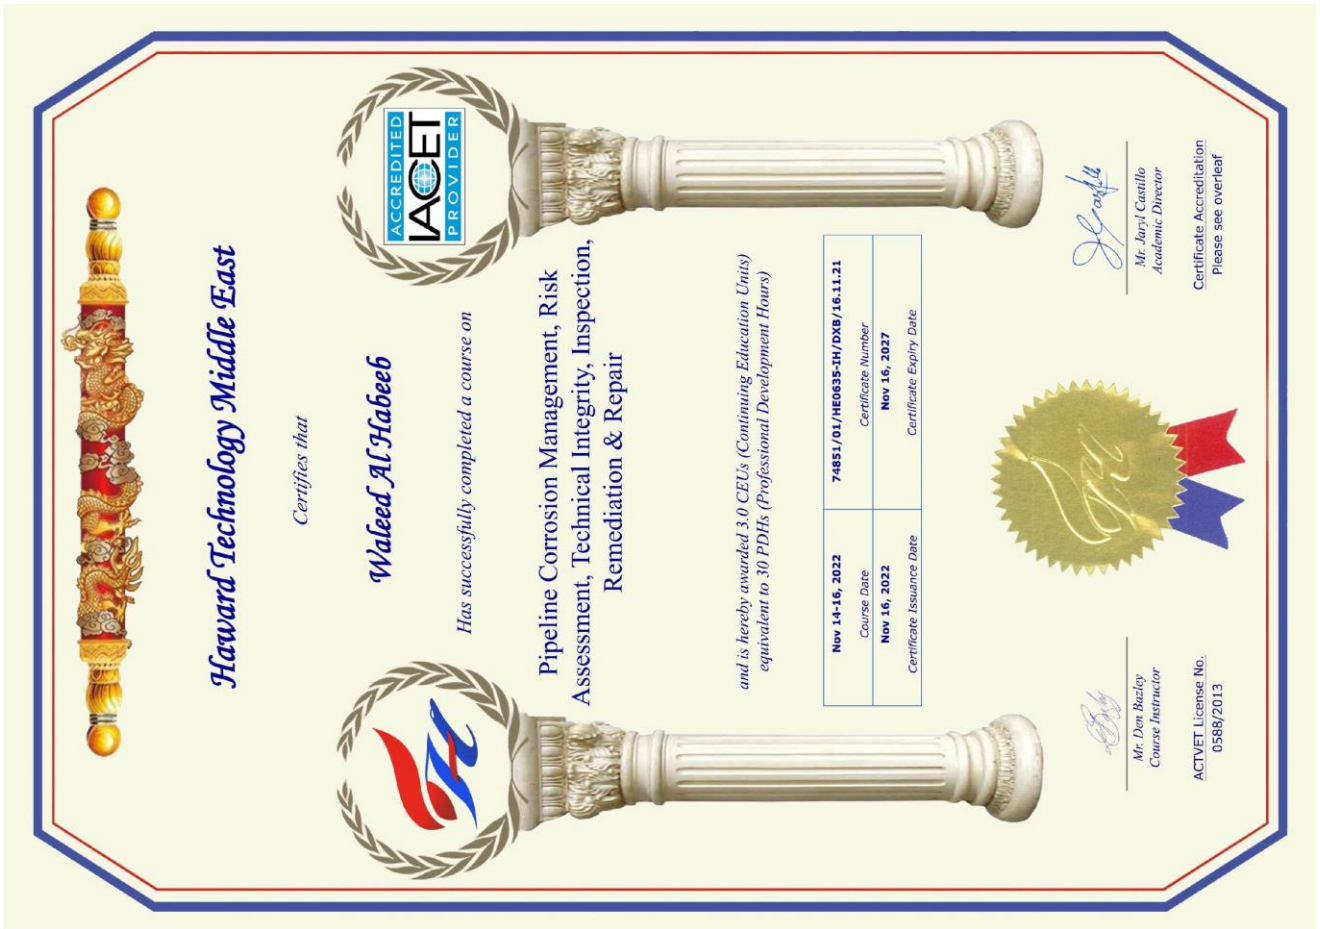 Haward Technology Middle East
Certifies that
Waleed Al Habeeb
Has successfully completed a course on
ACCREDITED
IACET
PROVIDER
Pipeline Corrosion Management, Risk
Assessment, Technical Integrity, Inspection,
Remediation & Repair
and is hereby awarded 3.0 CEUs (Continuing Education Units)
equivalent to 30 PDHs (Professional Development Hours)
Nov 14-16, 2022 74851/01/HE0635-IH/DXB/16.11.21
Course Date Certificate Number
Nov 16, 2022 Nov 16, 2027
Certificate Issuance Date Certificate Expiry Date
Mr. Den Bazley Mr. Jaryl Castillo
Course Instructor Academic Director
ACTVET License No. Certificate Accreditation
0588/2013 Please see overleaf